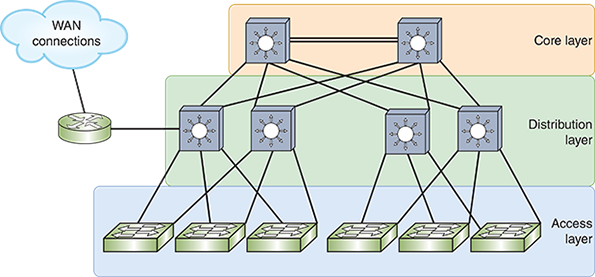 WAN
connections
Core layer
Distribution
layer
Access
layer